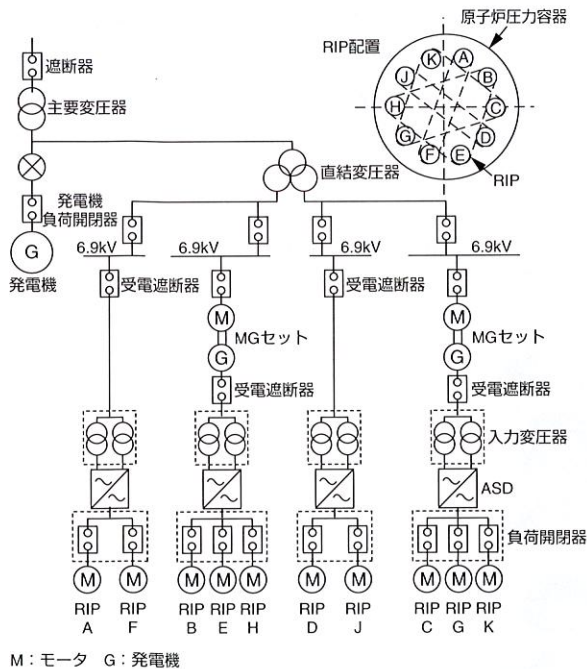 原子炉圧力容器
RIP配置
K
A
J
B
H
C
G
D
F
E
RIP
遮断器
主要変圧器
直結変圧器
発電機
負荷開閉器
G
発電機
6.9kV
6.9kV
6.9kV
6.9kV
受電遮断器
受電遮断器
M
MGセット
G
M
MGセット
G
受電遮断器
受電遮断器
入力変圧器
ASD
負荷開閉器
M M M M M M M M M M
RIP RIP RIP RIP RIP RIP RIP RIP RIP RIP
A F B E H D J C G K
M:モータ G:発電機